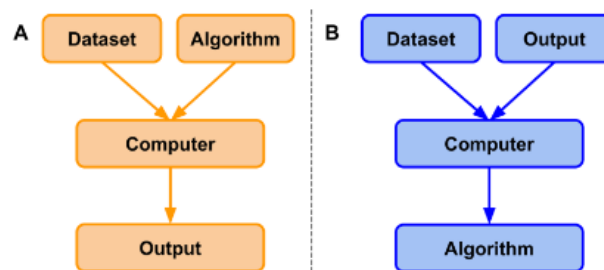 A
Dataset
Algorithm
Computer
Output
B
Dataset
Output
Computer
Algorithm